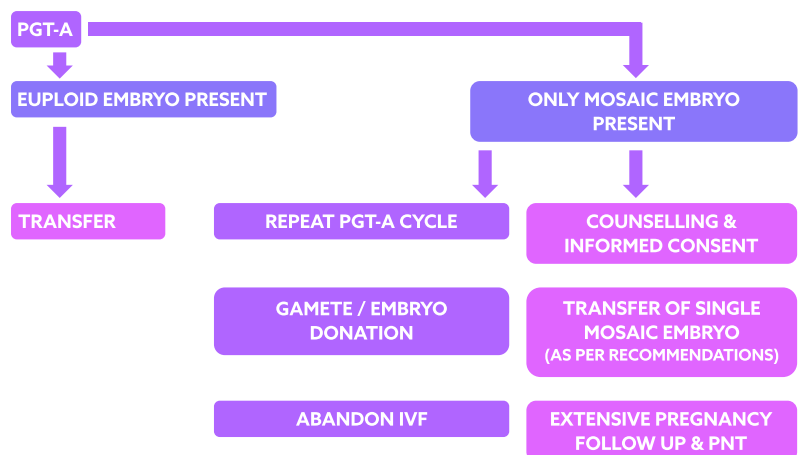 PGT-A
EUPLOID EMBRYO PRESENT
ONLY MOSAIC EMBRYO
PRESENT
TRANSFER
REPEAT PGT-A CYCLE
COUNSELLING &
INFORMED CONSENT
GAMETE / EMBRYO
DONATION
TRANSFER OF SINGLE
MOSAIC EMBRYO
(AS PER RECOMMENDATIONS)
ABANDON IVF
EXTENSIVE PREGNANCY
FOLLOW UP & PNT